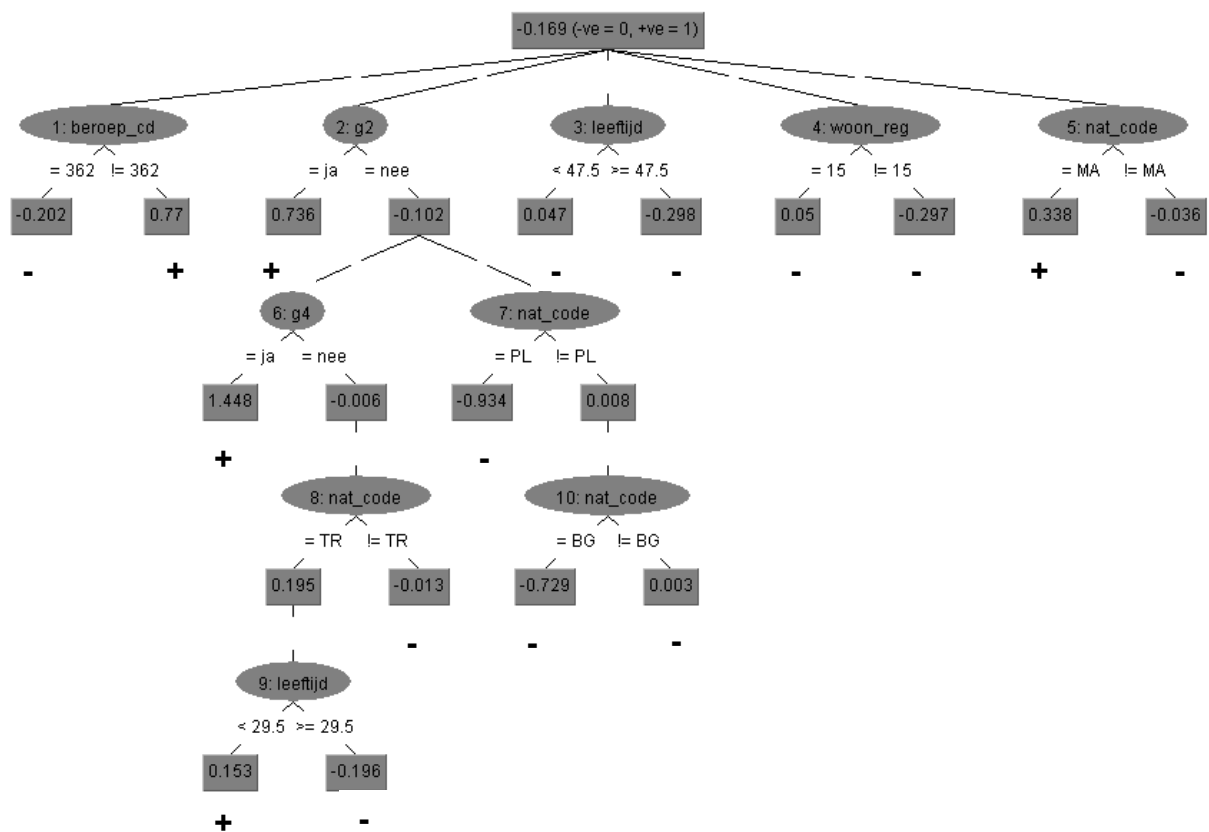 -0.169 (-ve = 0, +ve = 1)
1: beroep_cd 2: g2 3: leeftijd 4: woon_reg 5: nat_code
= 362 != 362 = ja = nee < 47.5 >= 47.5 = 15 != 15 = MA != MA
-0.202 0.77 0.736 -0.102 0.047 -0.298 0.05 -0.297 0.338 -0.036
- + + - - - - + -
6: g4 7: nat_code
= ja = nee = PL != PL
1.448 -0.006 -0.934 0.008
+ -
8: nat_code 10: nat_code
= TR != TR = BG != BG
0.195 -0.013 -0.729 0.003
- - -
9: leeftijd
< 29.5 >= 29.5
0.153 -0.196
+ -